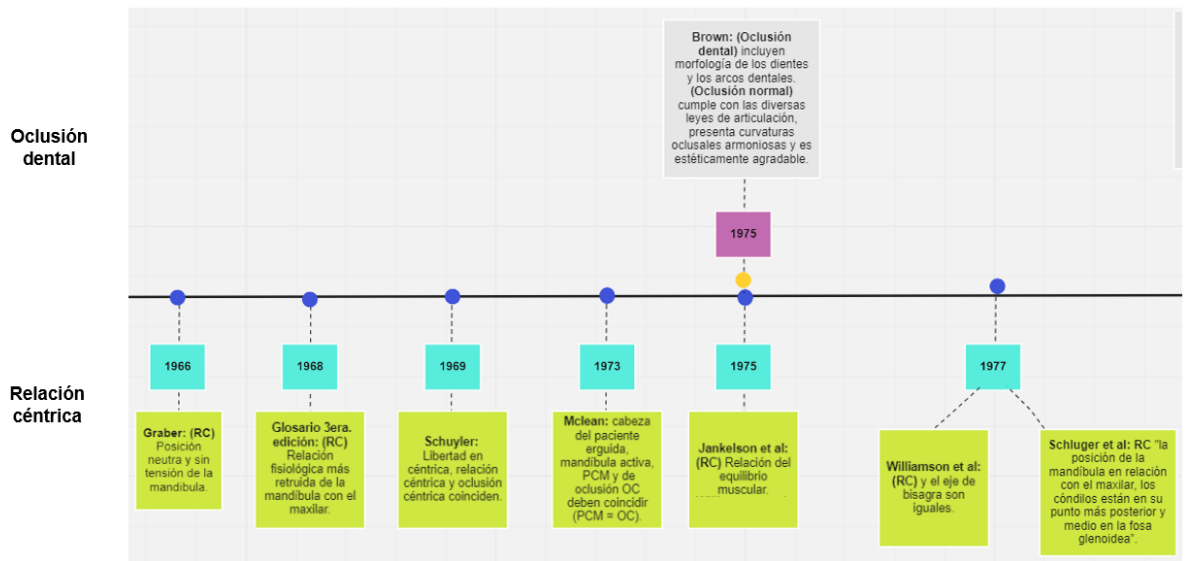 Oclusión
dental
Brown: (Oclusión
dental) incluyen
morfología de los dientes
y los arcos dentales.
(Oclusión normal)
cumple con las diversas
leyes de articulación,
presenta curvaturas
oclusales armoniosas y es
estéticamente agradable.
1975
Relación
céntrica
1966
Graber: (RC)
Posición
neutra y sin
tensión de la
mandibula.
1968
Glosario 3era.
edición: (RC)
Relación
fisiológica más
retruida de la
mandíbula con el
maxilar.
1969
Schuyler:
Libertad en
céntrica, relación
céntrica y oclusión
céntrica coinciden.
1973
Mclean: cabeza
del paciente
erguida,
mandíbula activa,
PCM y de
oclusión OC
deben coincidir
(PCM = OC).
1975
Jankelson et al:
(RC) Relación del
equilibrio
muscular.
1977
Williamson et al:
(RC) y el eje de
bisagra son
iguales.
Schluger et al: RC "la
posición de la
mandíbula en relación
con el maxilar, los
cóndilos están en su
punto más posterior y
medio en la fosa
glenoidea".